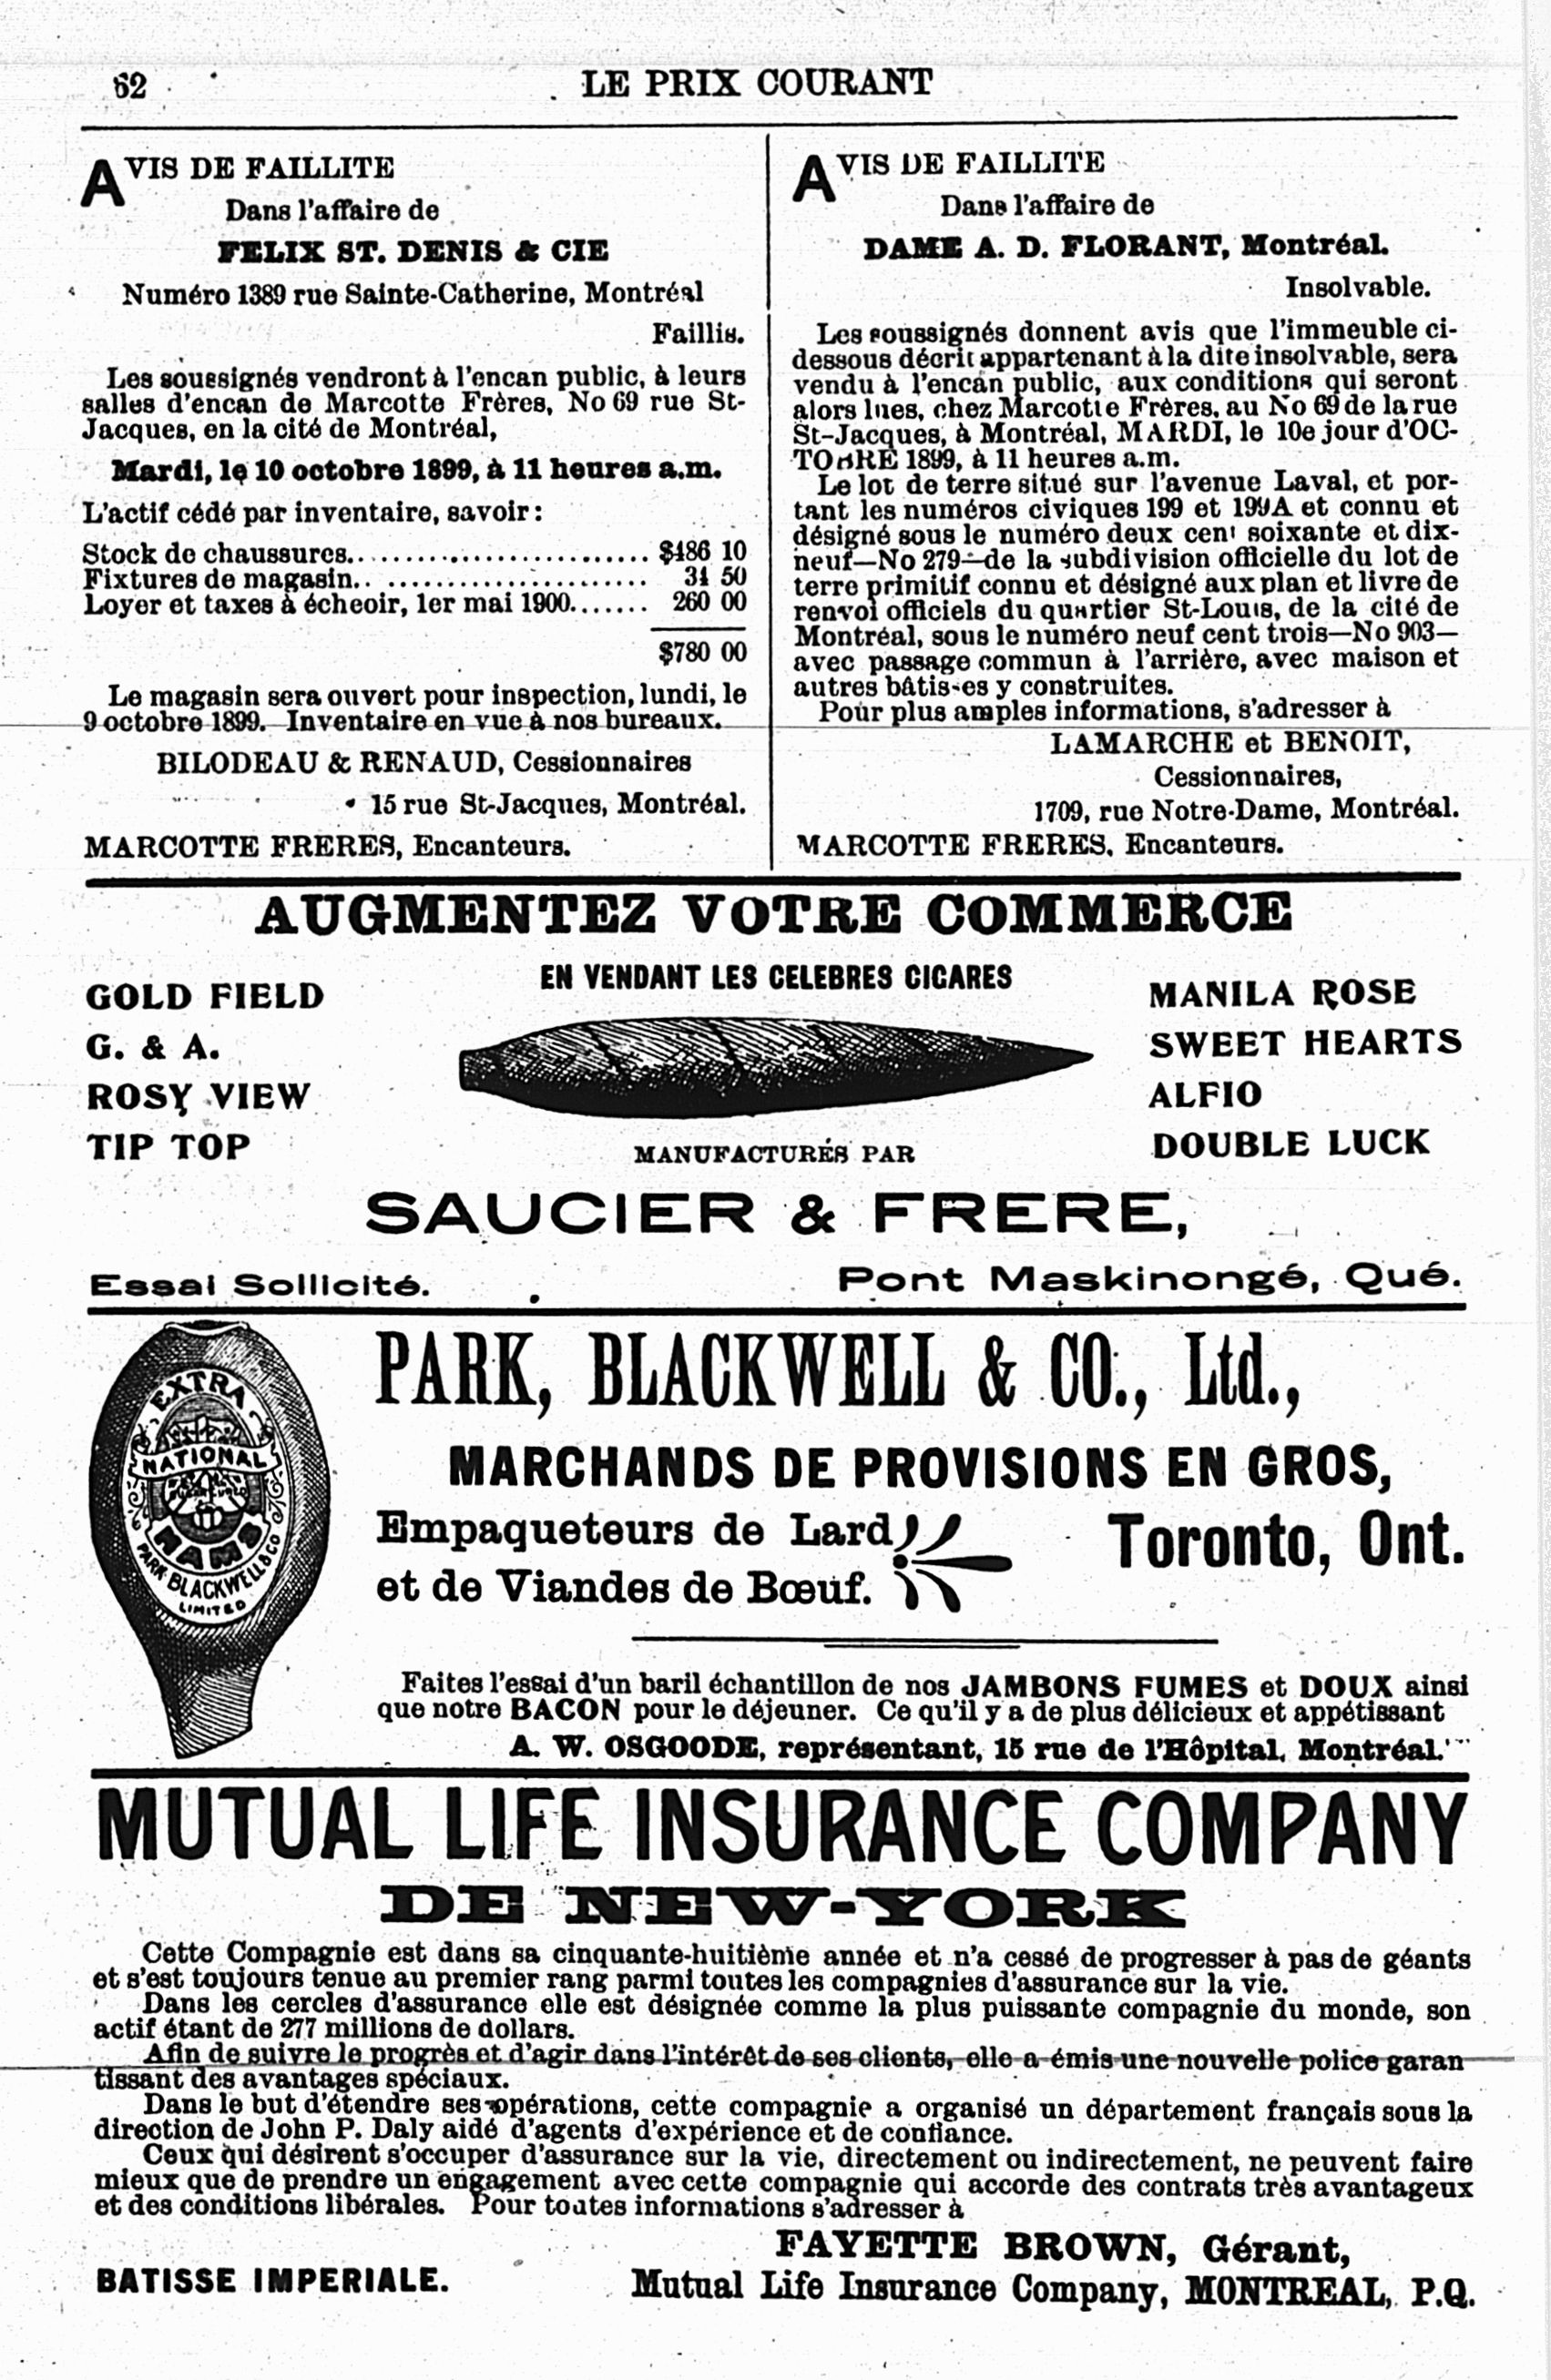 62
LE PRIX COURANT
AVIS DE FAILLITE
Dans l'affaire de
FELIX ST. DENIS & CIE
Numéro 1389 rue Sainte-Catherine, Montréal
Faillis.
Les soussignés vendront à l'encan public, à leurs
salles d'encan de Marcotte Frères, No 69 rue St-
Jacques, en la cité de Montréal,
Mardi, le 10 octobre 1899, à 11 heures a.m.
L'actif cédé par inventaire, savoir:
Stock de chaussures.............................. $486 10
Fixtures de magasin.. ....................... 34 50
Loyer et taxes à écheoir, 1er mai 1900....... 260 00
$780 00
Le magasin sera ouvert pour inspection, lundi, le
9 octobre 1899. Inventaire en vue à nos bureaux.
BILODEAU & RENAUD, Cessionnaires
15 rue St-Jacques, Montréal.
MARCOTTE FRERES, Encanteurs.
AVIS DE FAILLITE
Dans l'affaire de
DAME A. D. FLORANT, Montréal.
Insolvable.
Les soussignés donnent avis que l'immeuble ci-
dessous décrit appartenant à la dite insolvable, sera
vendu à l'encan public, aux conditions qui seront
alors lues, chez Marcotte Frères, au No 69 de la rue
St-Jacques, à Montréal, MARDI, le 10e jour d'OC-
TOBRE 1899, à 11 heures a.m.
Le lot de terre situé sur l'avenue Laval, et por-
tant les numéros civiques 199 et 199A et connu et
désigné sous le numéro deux cent soixante et dix-
neuf—No 279—de la subdivision officielle du lot de
terre primitif connu et désigné aux plan et livre de
renvoi officiels du quartier St-Louis, de la cité de
Montréal, sous le numéro neuf cent trois—No 903—
avec passage commun à l'arrière, avec maison et
autres bâtisses y construites.
Pour plus amples informations, s'adresser à
LAMARCHE et BENOIT,
Cessionnaires,
1709, rue Notre-Dame, Montréal.
MARCOTTE FRERES, Encanteurs.
AUGMENTEZ VOTRE COMMERCE
EN VENDANT LES CELEBRES CIGARES
GOLD FIELD
G. & A.
ROSY VIEW
TIP TOP
MANILA ROSE
SWEET HEARTS
ALFIO
DOUBLE LUCK
MANUFACTURÉS PAR
SAUCIER & FRERE,
Essai Sollicité.
Pont Maskinongé, Qué.
EXTRA
NATIONAL
HAMS
PARK BLACKWELL & CO
LIMITED
PARK, BLACKWELL & CO., Ltd.,
MARCHANDS DE PROVISIONS EN GROS,
Empaqueteurs de Lard
et de Viandes de Bœuf.
Toronto, Ont.
Faites l'essai d'un baril échantillon de nos JAMBONS FUMES et DOUX ainsi
que notre BACON pour le déjeuner. Ce qu'il y a de plus délicieux et appétissant
A. W. OSGOODE, représentant, 15 rue de l'Hôpital, Montréal.
MUTUAL LIFE INSURANCE COMPANY
DE NEW-YORK
Cette Compagnie est dans sa cinquante-huitième année et n'a cessé de progresser à pas de géants
et s'est toujours tenue au premier rang parmi toutes les compagnies d'assurance sur la vie.
Dans les cercles d'assurance elle est désignée comme la plus puissante compagnie du monde, son
actif étant de 277 millions de dollars.
Afin de suivre le progrès et d'agir dans l'intérêt de ses clients, elle a émis une nouvelle police garan
tissant des avantages spéciaux.
Dans le but d'étendre ses opérations, cette compagnie a organisé un département français sous la
direction de John P. Daly aidé d'agents d'expérience et de confiance.
Ceux qui désirent s'occuper d'assurance sur la vie, directement ou indirectement, ne peuvent faire
mieux que de prendre un engagement avec cette compagnie qui accorde des contrats très avantageux
et des conditions libérales. Pour toutes informations s'adresser à
FAYETTE BROWN, Gérant,
BATISSE IMPERIALE.
Mutual Life Insurance Company, MONTREAL, P.Q.